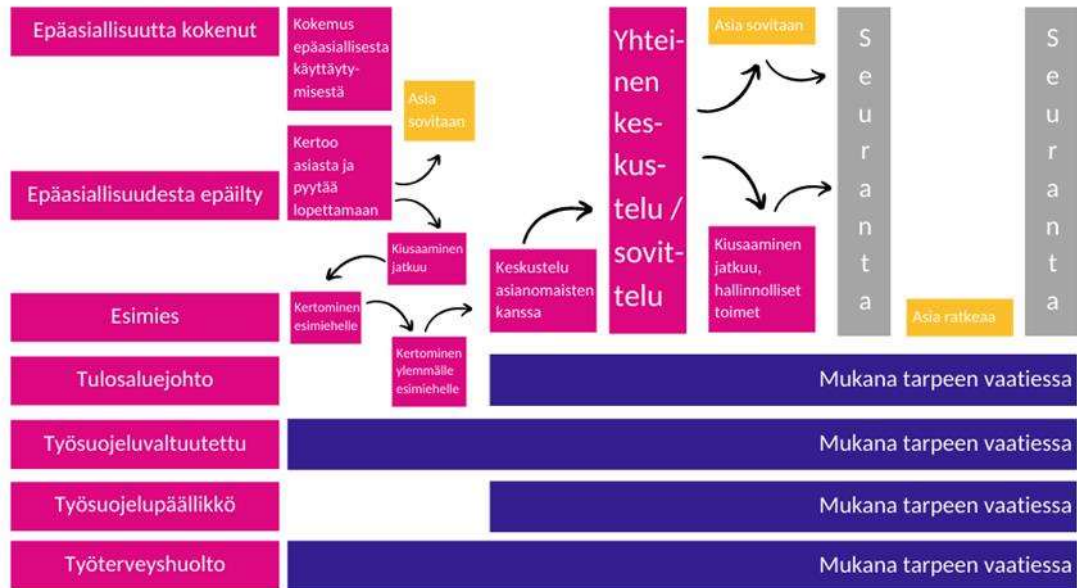 Epäasiallisuutta kokenut
Kokemus
epäasiallisesta
käyttäyty-
misestä
Asia
sovitaan
Kertoo
asiasta ja
pyytää
lopettamaan
Epäasiallisuudesta epäilty
Kiusaaminen
jatkuu
Esimies
Kertominen
esimiehelle
Kertominen
ylemmälle
esimiehelle
Keskustelu
asianomaisten
kanssa
Yhtei-
nen
kes-
kus-
telu /
sovit-
telu
Asia sovitaan
Kiusaaminen
jatkuu,
hallinnolliset
toimet
S
e
u
r
a
n
t
a
Asia ratkeaa
S
e
u
r
a
n
t
a
Tulosaluejohto
Mukana tarpeen vaatiessa
Työsuojeluvaltuutettu
Mukana tarpeen vaatiessa
Työsuojelupäällikkö
Mukana tarpeen vaatiessa
Työterveyshuolto
Mukana tarpeen vaatiessa